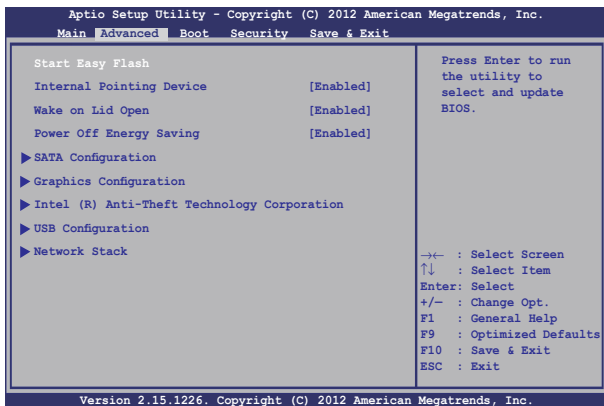 Aptio Setup Utility - Copyright (C) 2012 American Megatrends, Inc.
Main Advanced Boot Security Save & Exit
Start Easy Flash
Internal Pointing Device [Enabled]
Wake on Lid Open [Enabled]
Power Off Energy Saving [Enabled]
SATA Configuration
Graphics Configuration
Intel (R) Anti-Theft Technology Corporation
USB Configuration
Network Stack
Press Enter to run
the utility to
select and update
BIOS.
→← : Select Screen
↑↓ : Select Item
Enter: Select
+/— : Change Opt.
F1 : General Help
F9 : Optimized Defaults
F10 : Save & Exit
ESC : Exit
Version 2.15.1226. Copyright (C) 2012 American Megatrends, Inc.